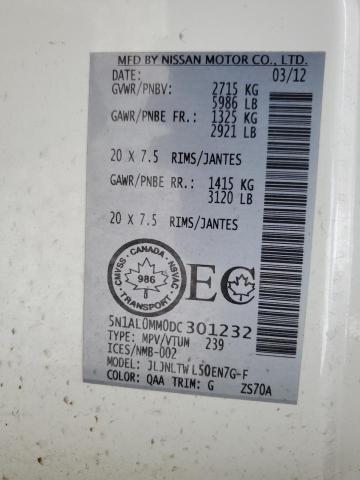 MFD BY NISSAN MOTOR CO., LTD.
DATE: 03/12
GVWR/PNBV: 2715 KG
5986 LB
GAWR/PNBE FR.: 1325 KG
2921 LB
20 X 7.5 RIMS/JANTES
GAWR/PNBE RR.: 1415 KG
3120 LB
20 X 7.5 RIMS/JANTES
CANADA
CMVSS NSVAC
986
TRANSPORT
EC
5N1AL0MM0DC301232
TYPE: MPV/VTUM 239
ICES/NMB-002
MODEL: JLJNLTWL50EN7G-F
COLOR: QAA TRIM: G ZS70A